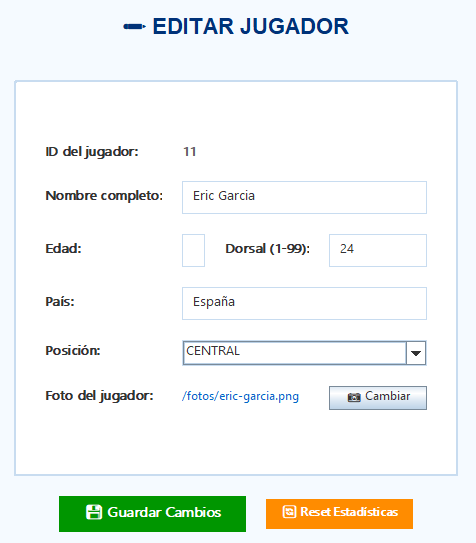 EDITAR JUGADOR
ID del jugador: 11
Nombre completo: Eric Garcia
Edad: Dorsal (1-99): 24
País: España
Posición: CENTRAL
Foto del jugador: /fotos/eric-garcia.png Cambiar
Guardar Cambios Reset Estadísticas